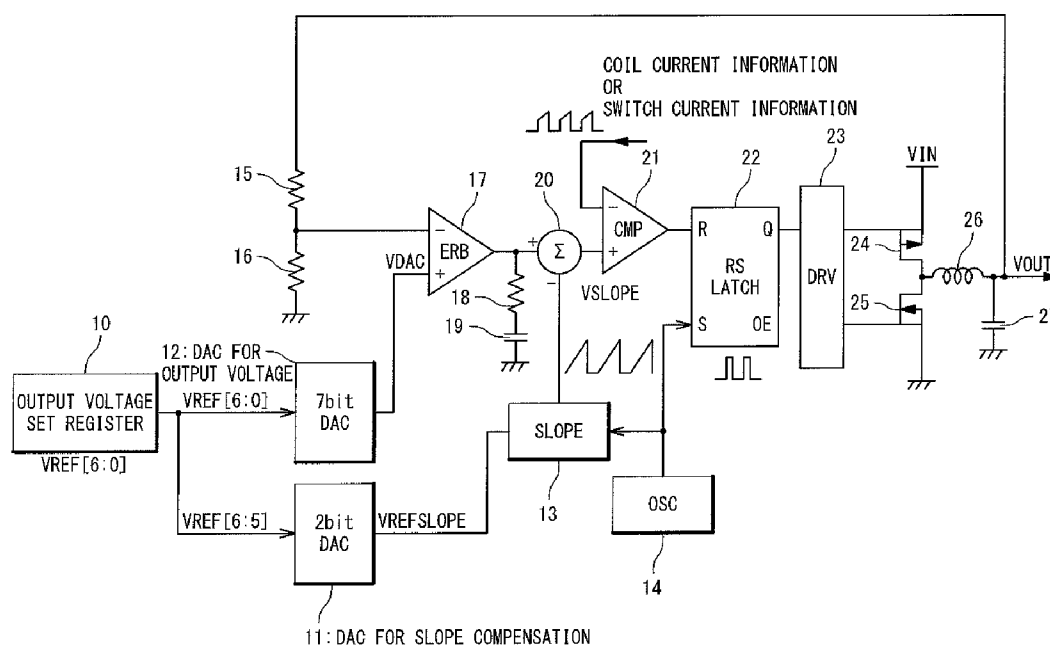 COIL CURRENT INFORMATION
OR
SWITCH CURRENT INFORMATION
15
16
17
20
21
22
23
VIN
- ERB +
VDAC
18
19
+ Σ -
VSLOPE
- CMP +
R Q
RS
LATCH
S OE
DRV
24
25
26
VOUT
2
10
12:DAC FOR
OUTPUT VOLTAGE
OUTPUT VOLTAGE
SET REGISTER
VREF[6:0]
VREF[6:0]
7bit
DAC
SLOPE
13
OSC
14
VREF[6:5]
2bit
DAC
VREFSLOPE
11:DAC FOR SLOPE COMPENSATION